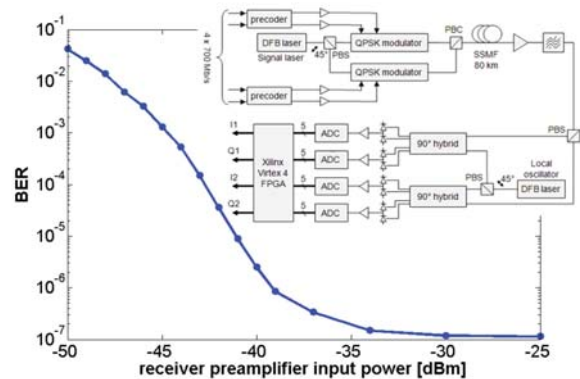 4 x 700 Mb/s
precoder
DFB laser
Signal laser
45°
PBS
QPSK modulator
QPSK modulator
precoder
PBC
SSMF
80 km
PBS
I1
Q1
I2
Q2
Xilinx
Virtex 4
FPGA
5
5
5
5
ADC
ADC
ADC
ADC
90° hybrid
90° hybrid
PBS
45°
Local
oscillator
DFB laser
BER
10-1
10-2
10-3
10-4
10-5
10-6
10-7
-50
-45
-40
-35
-30
-25
receiver preamplifier input power [dBm]